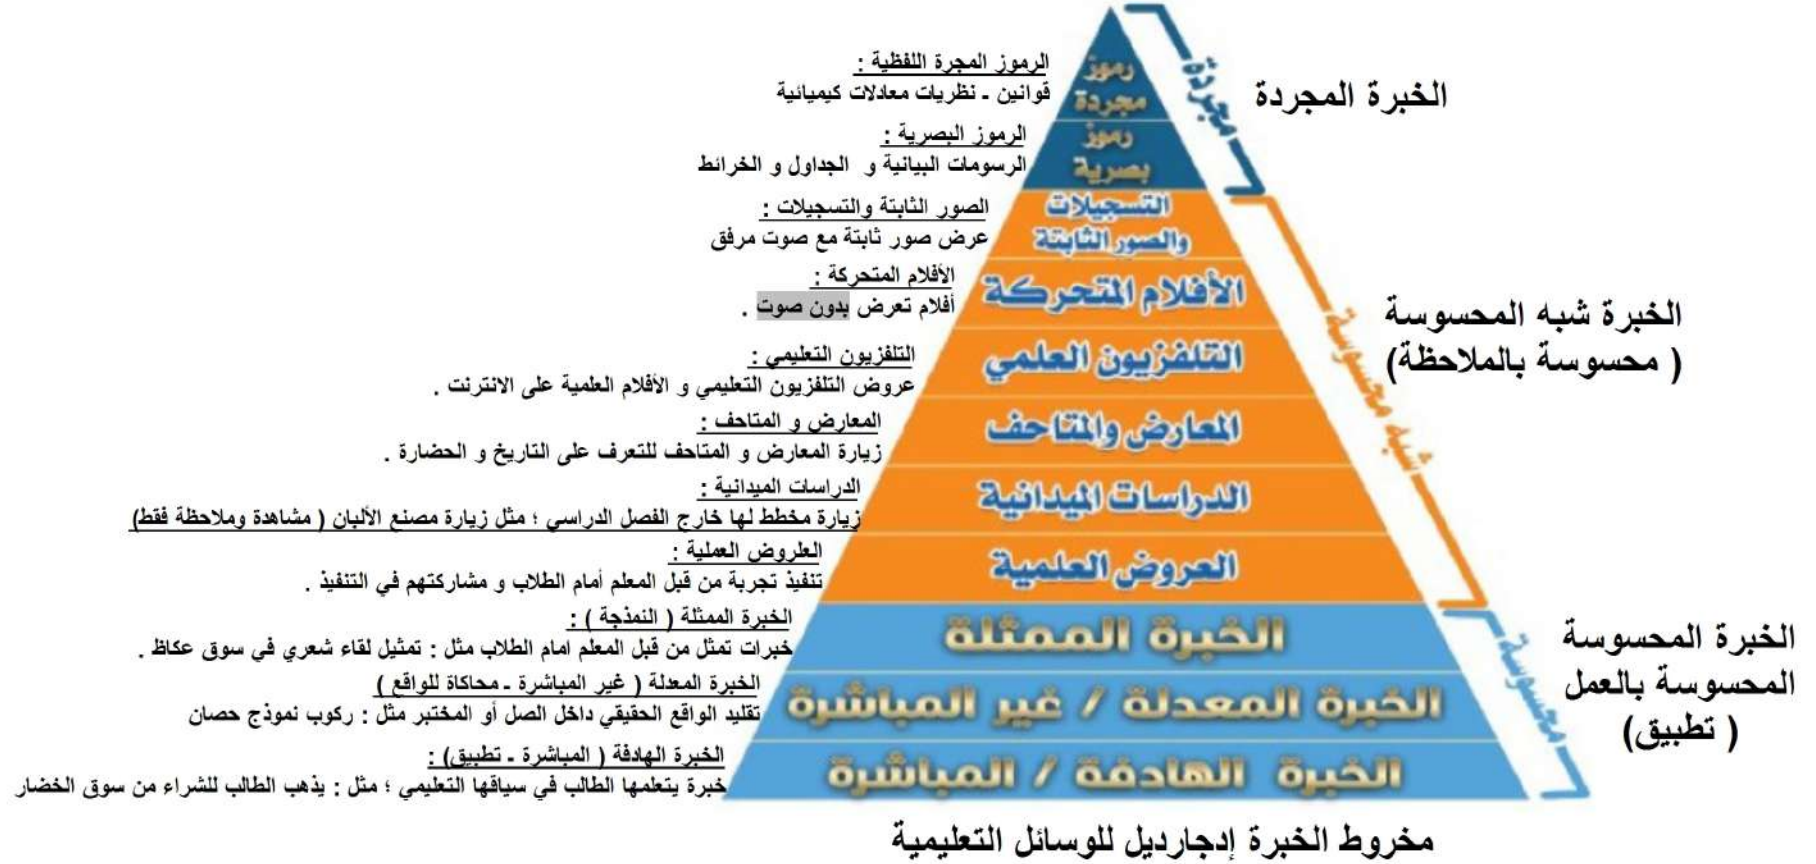 الرموز المجرة اللفظية :
قوانين ـ نظريات معادلات كيميائية
الرموز البصرية :
الرسومات البيانية و الجداول و الخرائط
الصور الثابتة والتسجيلات :
عرض صور ثابتة مع صوت مرفق
الأفلام المتحركة :
أفلام تعرض بدون صوت .
التلفزيون التعليمي :
عروض التلفزيون التعليمي و الأفلام العلمية على الانترنت .
المعارض و المتاحف :
زيارة المعارض و المتاحف للتعرف على التاريخ و الحضارة .
الدراسات الميدانية :
زيارة مخطط لها خارج الفصل الدراسي ؛ مثل زيارة مصنع الألبان ( مشاهدة وملاحظة فقط)
العلروض العملية :
تنفيذ تجربة من قبل المعلم أمام الطلاب و مشاركتهم في التنفيذ .
الخبرة الممثلة ( النمذجة ) :
خبرات تمثل من قبل المعلم امام الطلاب مثل : تمثيل لقاء شعري في سوق عكاظ .
الخبرة المعدلة ( غير المباشرة ـ محاكاة للواقع )
تقليد الواقع الحقيقي داخل الصل أو المختبر مثل : ركوب نموذج حصان
الخبرة الهادفة ( المباشرة ـ تطبيق) :
خبرة يتعلمها الطالب في سياقها التعليمي ؛ مثل : يذهب الطالب للشراء من سوق الخضار
رموز
مجردة
رموز
بصرية
التسجيلات
والصور الثابتة
الأفلام المتحركة
التلفزيون العلمي
المعارض والمتاحف
الدراسات الميدانية
العروض العلمية
الخبرة الممثلة
الخبرة المعدلة / غير المباشرة
الخبرة الهادفة / المباشرة
مجردة
شبه محسوسة
محسوسة
الخبرة المجردة
الخبرة شبه المحسوسة
( محسوسة بالملاحظة)
الخبرة المحسوسة
المحسوسة بالعمل
( تطبيق)
مخروط الخبرة إدجارديل للوسائل التعليمية